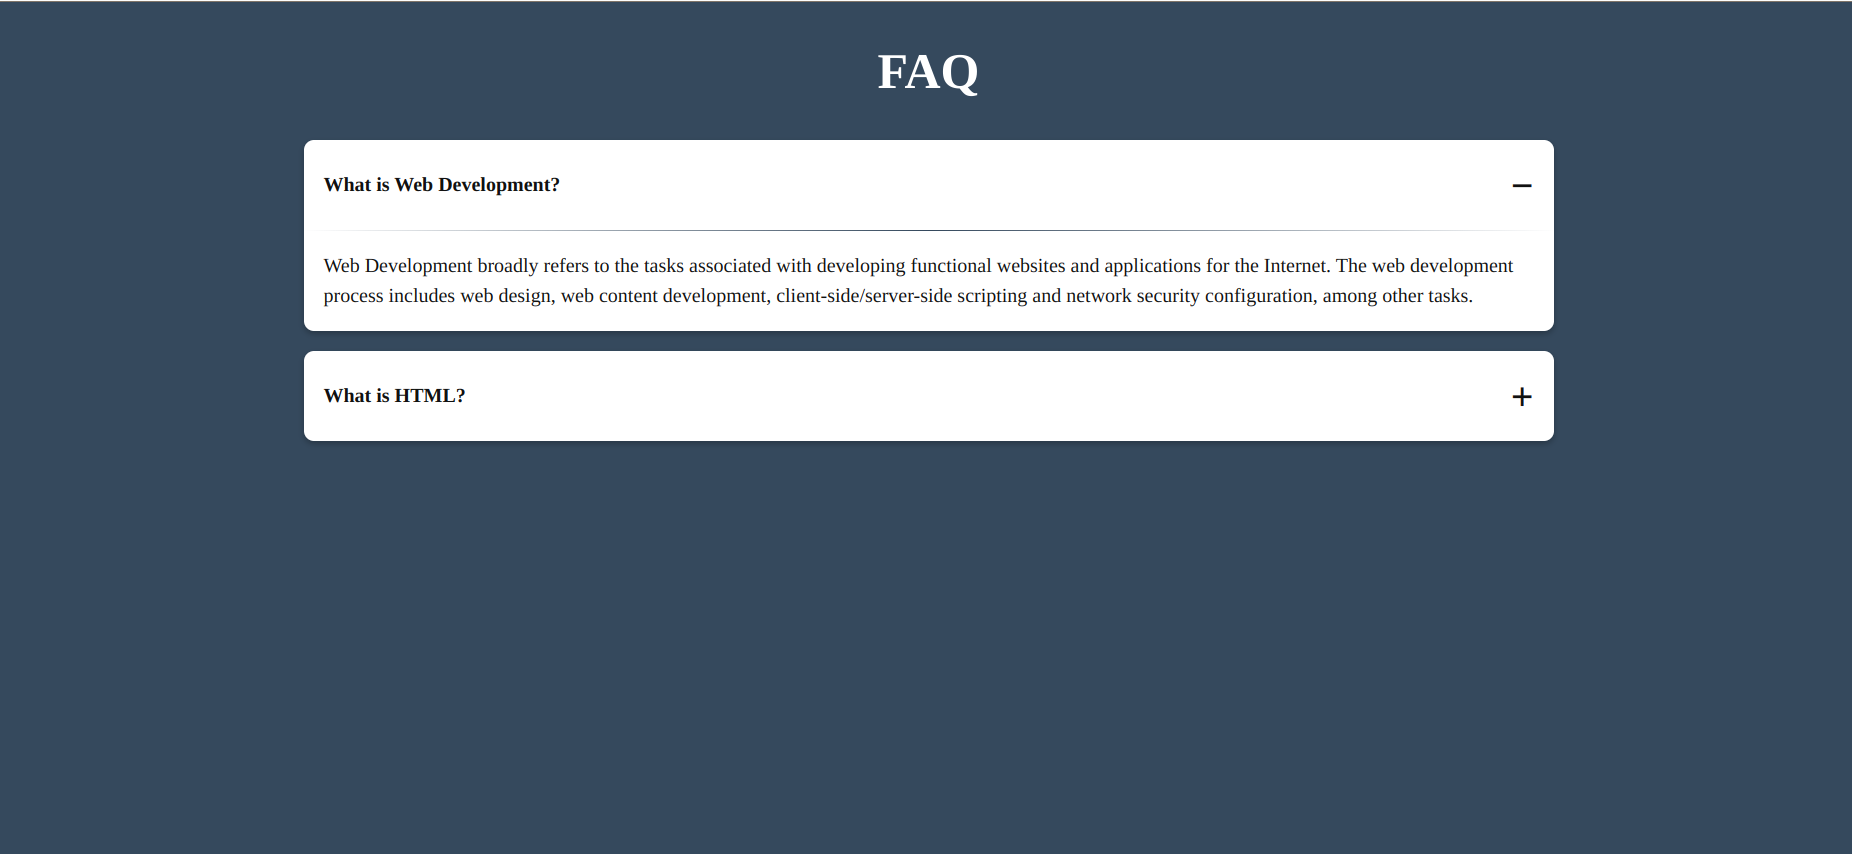 FAQ
What is Web Development?
Web Development broadly refers to the tasks associated with developing functional websites and applications for the Internet. The web development
process includes web design, web content development, client-side/server-side scripting and network security configuration, among other tasks.
What is HTML?